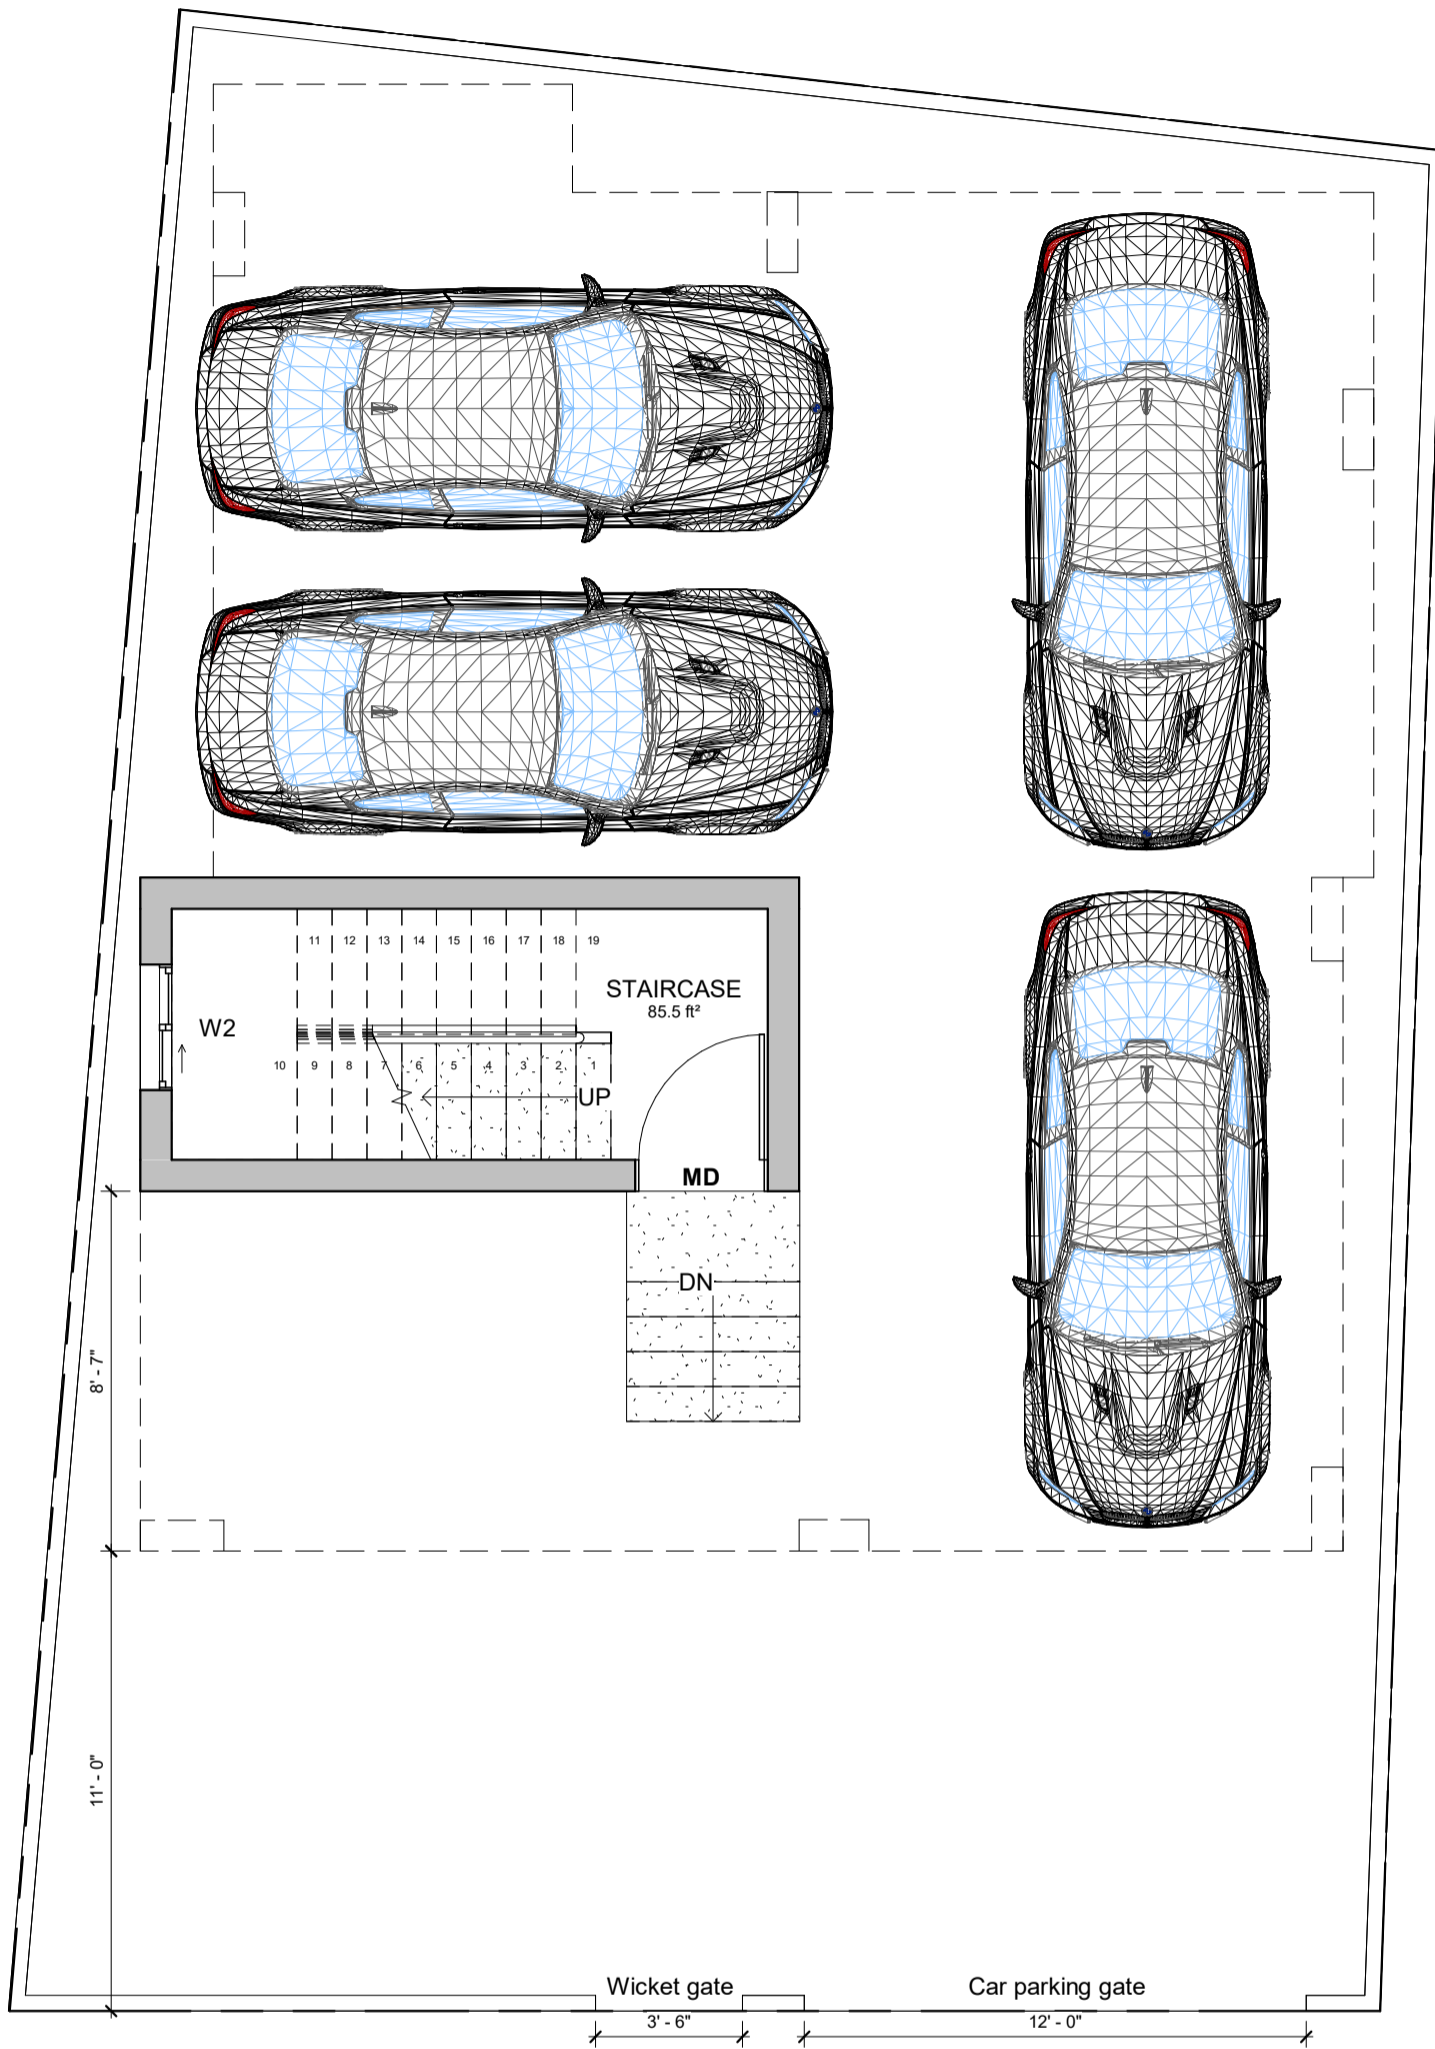 11 12 13 14 15 16 17 18 19
STAIRCASE
85.5 ft²
W2
10 9 8 7 6 5 4 3 2 1
UP
MD
DN
8' - 7"
11' - 0"
Wicket gate
Car parking gate
3' - 6"
12' - 0"